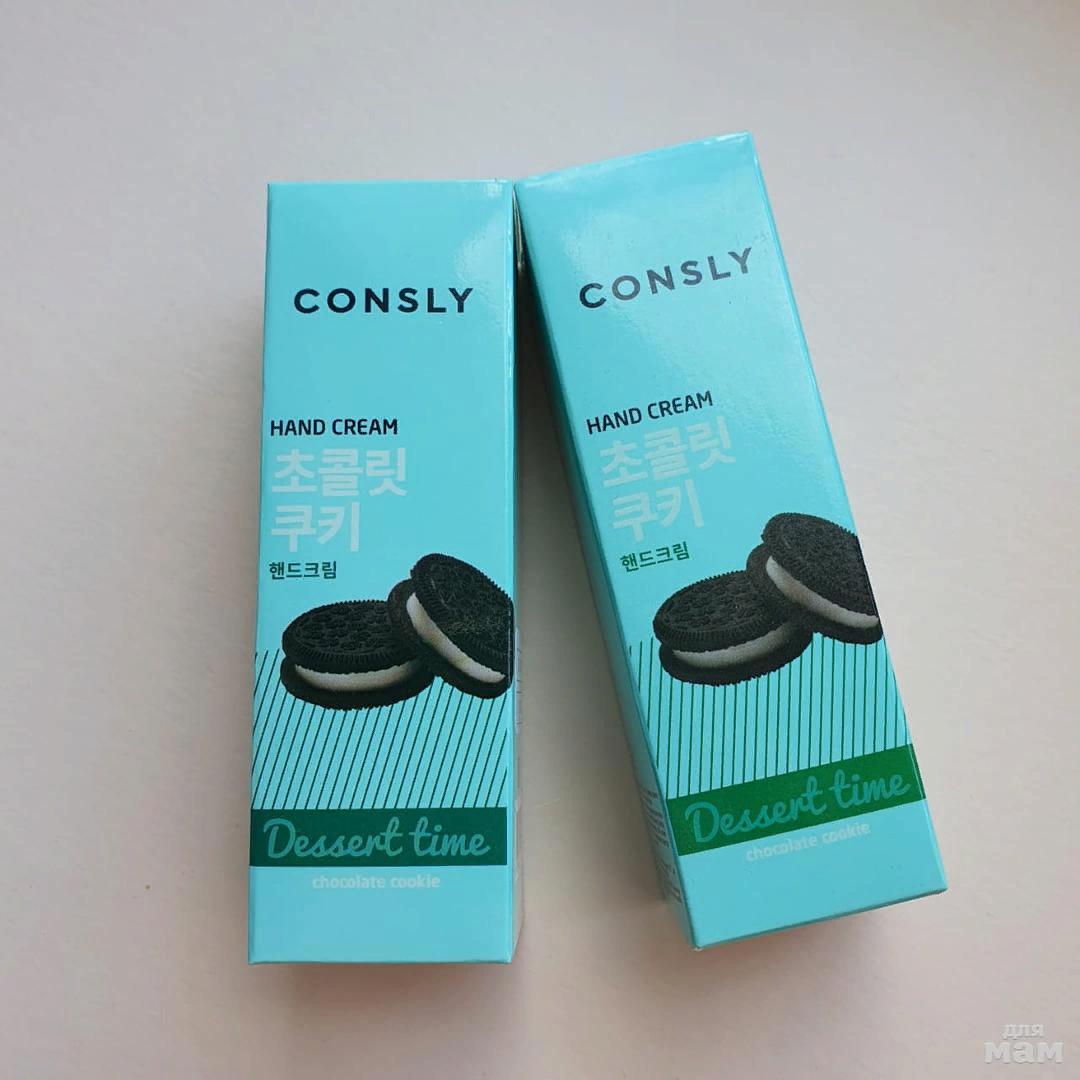 CONSLY
HAND CREAM
초콜릿
쿠키
핸드크림
Dessert time
chocolate cookie
CONSLY
HAND CREAM
초콜릿
쿠키
핸드크림
Dessert time
chocolate cookie
для
мам